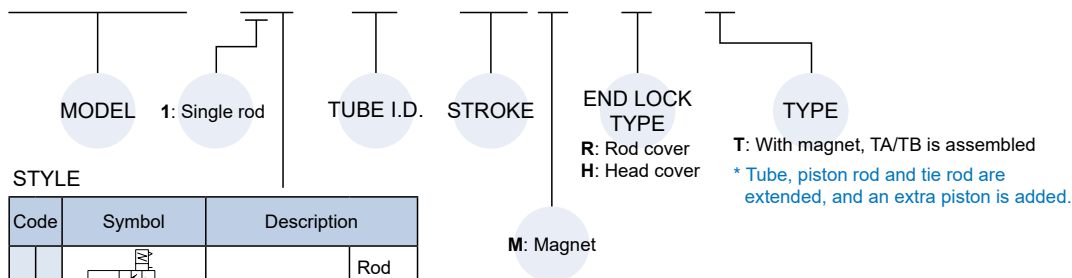 MODEL
1: Single rod
TUBE I.D.
STROKE
END LOCK
TYPE
R: Rod cover
H: Head cover
TYPE
T: With magnet, TA/TB is assembled
* Tube, piston rod and tie rod are
extended, and an extra piston is added.
M: Magnet
STYLE
Code Symbol Description
Rod